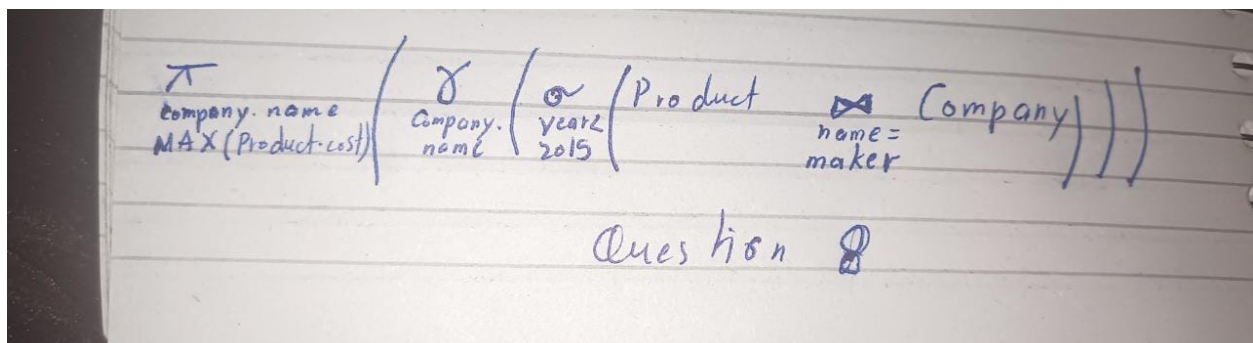 π company.name MAX(Product.cost) ( γ Company.name ( σ year< 2015 ( Product ⋈ name = maker Company ) ) )
Question 8